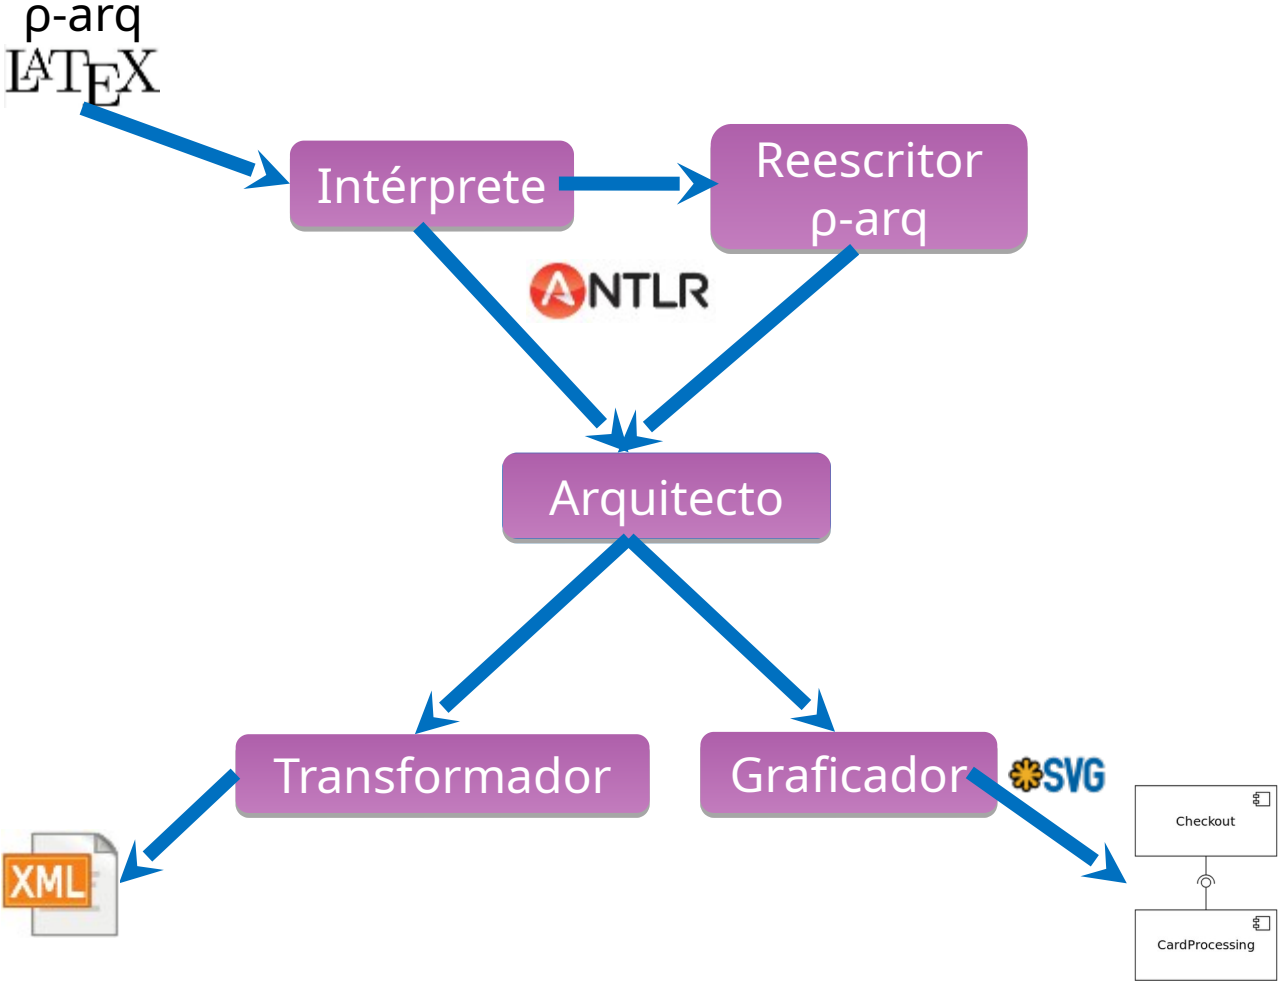 ρ-arq
LATEX
Intérprete
Reescritor
ρ-arq
ANTLR
Arquitecto
Transformador
Graficador
SVG
Checkout
XML
CardProcessing